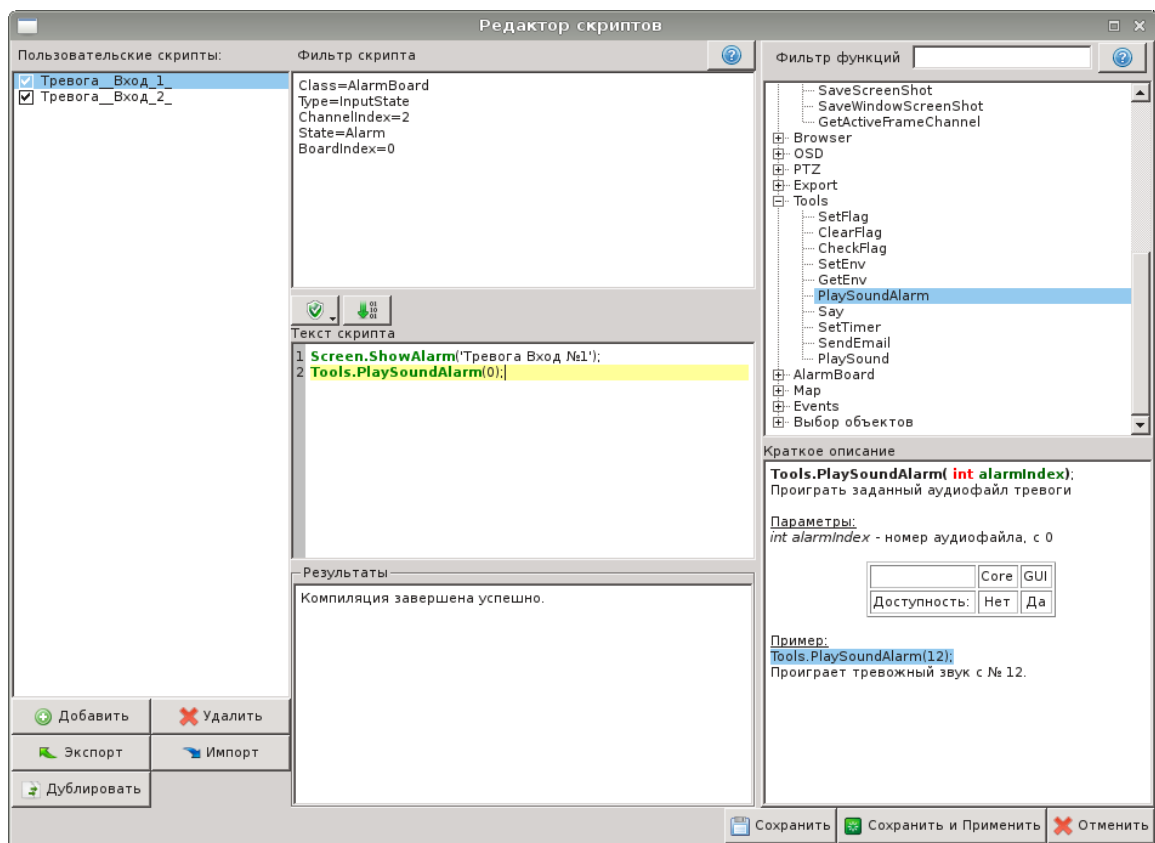 Редактор скриптов
Пользовательские скрипты:
Тревога__Вход_1_
Тревога__Вход_2_
Добавить
Удалить
Экспорт
Импорт
Дублировать
Фильтр скрипта
Class=AlarmBoard
Type=InputState
ChannelIndex=2
State=Alarm
BoardIndex=0
Текст скрипта
1 Screen.ShowAlarm('Тревога Вход №1');
2 Tools.PlaySoundAlarm(0);
Результаты
Компиляция завершена успешно.
Фильтр функций
SaveScreenShot
SaveWindowScreenShot
GetActiveFrameChannel
Browser
OSD
PTZ
Export
Tools
SetFlag
ClearFlag
CheckFlag
SetEnv
GetEnv
PlaySoundAlarm
Say
SetTimer
SendEmail
PlaySound
AlarmBoard
Map
Events
Выбор объектов
Краткое описание
Tools.PlaySoundAlarm( int alarmIndex);
Проиграть заданный аудиофайл тревоги
Параметры:
int alarmIndex - номер аудиофайла, с 0
Core GUI
Доступность: Нет Да
Пример:
Tools.PlaySoundAlarm(12);
Проиграет тревожный звук с № 12.
Сохранить
Сохранить и Применить
Отменить